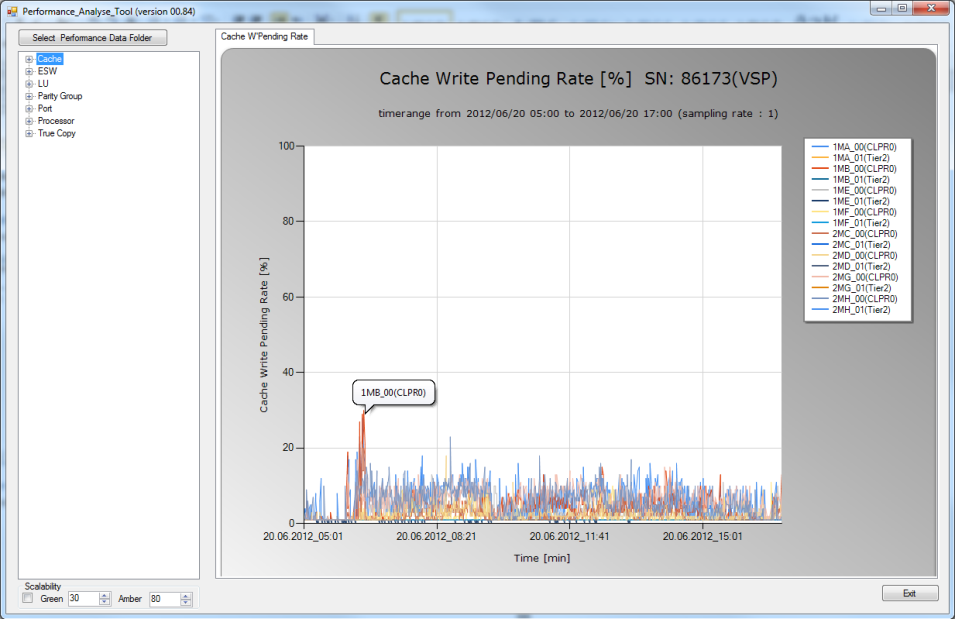 Performance_Analyse_Tool (version 00.84)
Select Performance Data Folder
Cache
ESW
LU
Parity Group
Port
Processor
True Copy
Cache W'Pending Rate
Cache Write Pending Rate [%] SN: 86173(VSP)
timerange from 2012/06/20 05:00 to 2012/06/20 17:00 (sampling rate : 1)
100
80
60
40
20
0
Cache Write Pending Rate [%]
1MB_00(CLPR0)
20.06.2012_05:01
20.06.2012_08:21
20.06.2012_11:41
20.06.2012_15:01
Time [min]
1MA_00(CLPR0)
1MA_01(Tier2)
1MB_00(CLPR0)
1MB_01(Tier2)
1ME_00(CLPR0)
1ME_01(Tier2)
1MF_00(CLPR0)
1MF_01(Tier2)
2MC_00(CLPR0)
2MC_01(Tier2)
2MD_00(CLPR0)
2MD_01(Tier2)
2MG_00(CLPR0)
2MG_01(Tier2)
2MH_00(CLPR0)
2MH_01(Tier2)
Scalability
Green 30 Amber 80
Exit